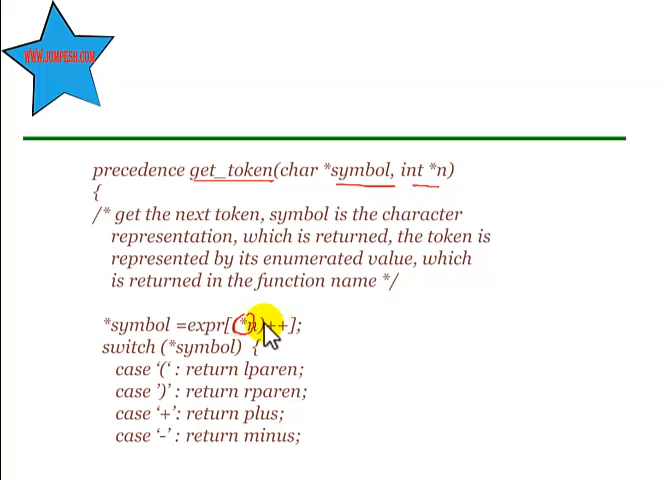 WWW.JOMPESH.COM
precedence get_token(char *symbol, int *n)
{
/* get the next token, symbol is the character
representation, which is returned, the token is
represented by its enumerated value, which
is returned in the function name */
*symbol =expr[(*n)++];
switch (*symbol) {
case ‘(‘ : return lparen;
case ’)’ : return rparen;
case ‘+’: return plus;
case ‘-’ : return minus;